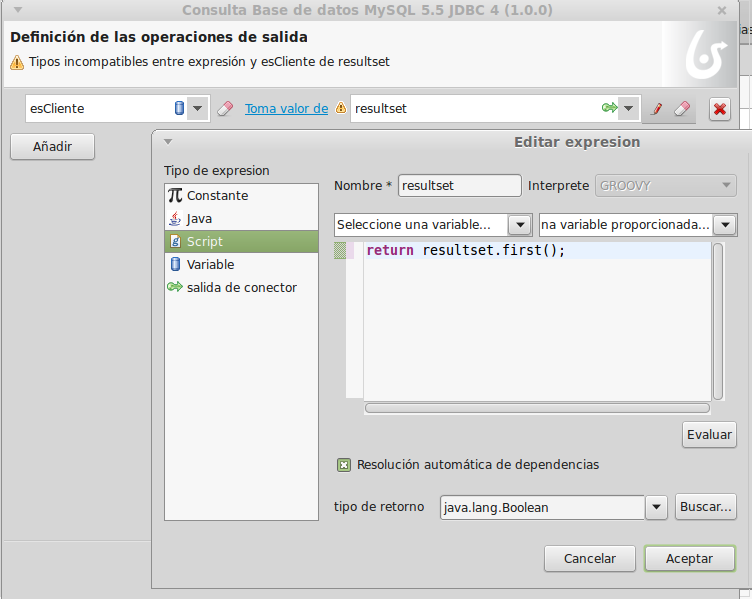 Consulta Base de datos MySQL 5.5 JDBC 4 (1.0.0)
Definición de las operaciones de salida
Tipos incompatibles entre expresión y esCliente de resultset
esCliente Toma valor de resultset
Añadir
Editar expresion
Tipo de expresion
Constante
Java
Script
Variable
salida de conector
Nombre * resultset Interprete GROOVY
Seleccione una variable... na variable proporcionada...
return resultset.first();
Evaluar
Resolución automática de dependencias
tipo de retorno java.lang.Boolean Buscar...
Cancelar Aceptar